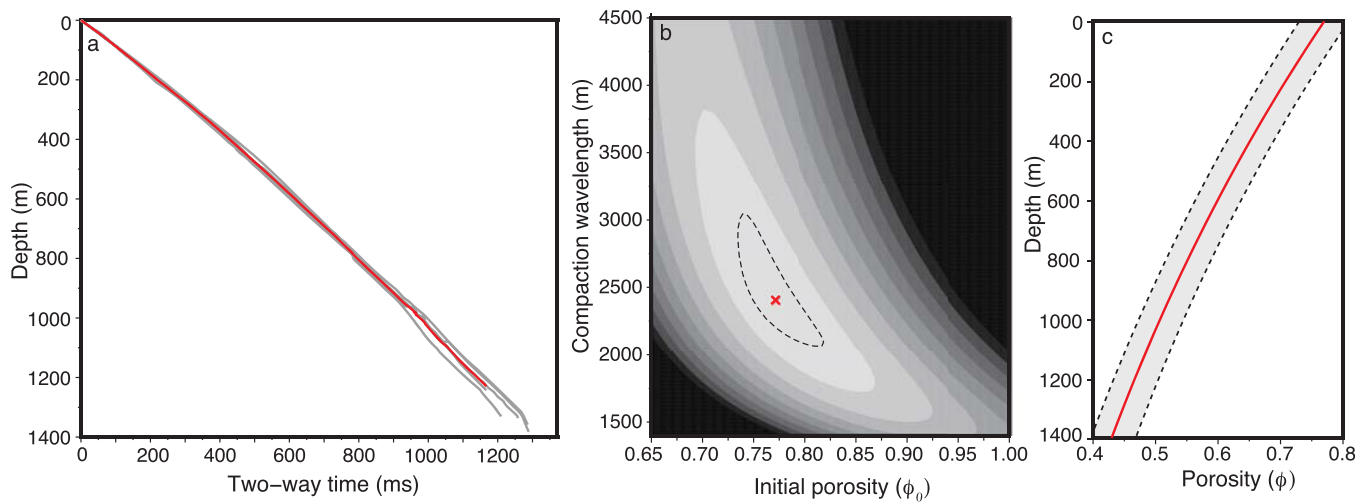 a
0
200
400
600
800
1000
1200
1400
Depth (m)
0 200 400 600 800 1000 1200
Two-way time (ms)
b
4500
4000
3500
3000
2500
2000
1500
Compaction wavelength (m)
0.65 0.70 0.75 0.80 0.85 0.90 0.95 1.00
Initial porosity (ϕ₀)
c
0
200
400
600
800
1000
1200
1400
Depth (m)
0.4 0.5 0.6 0.7 0.8
Porosity (ϕ)